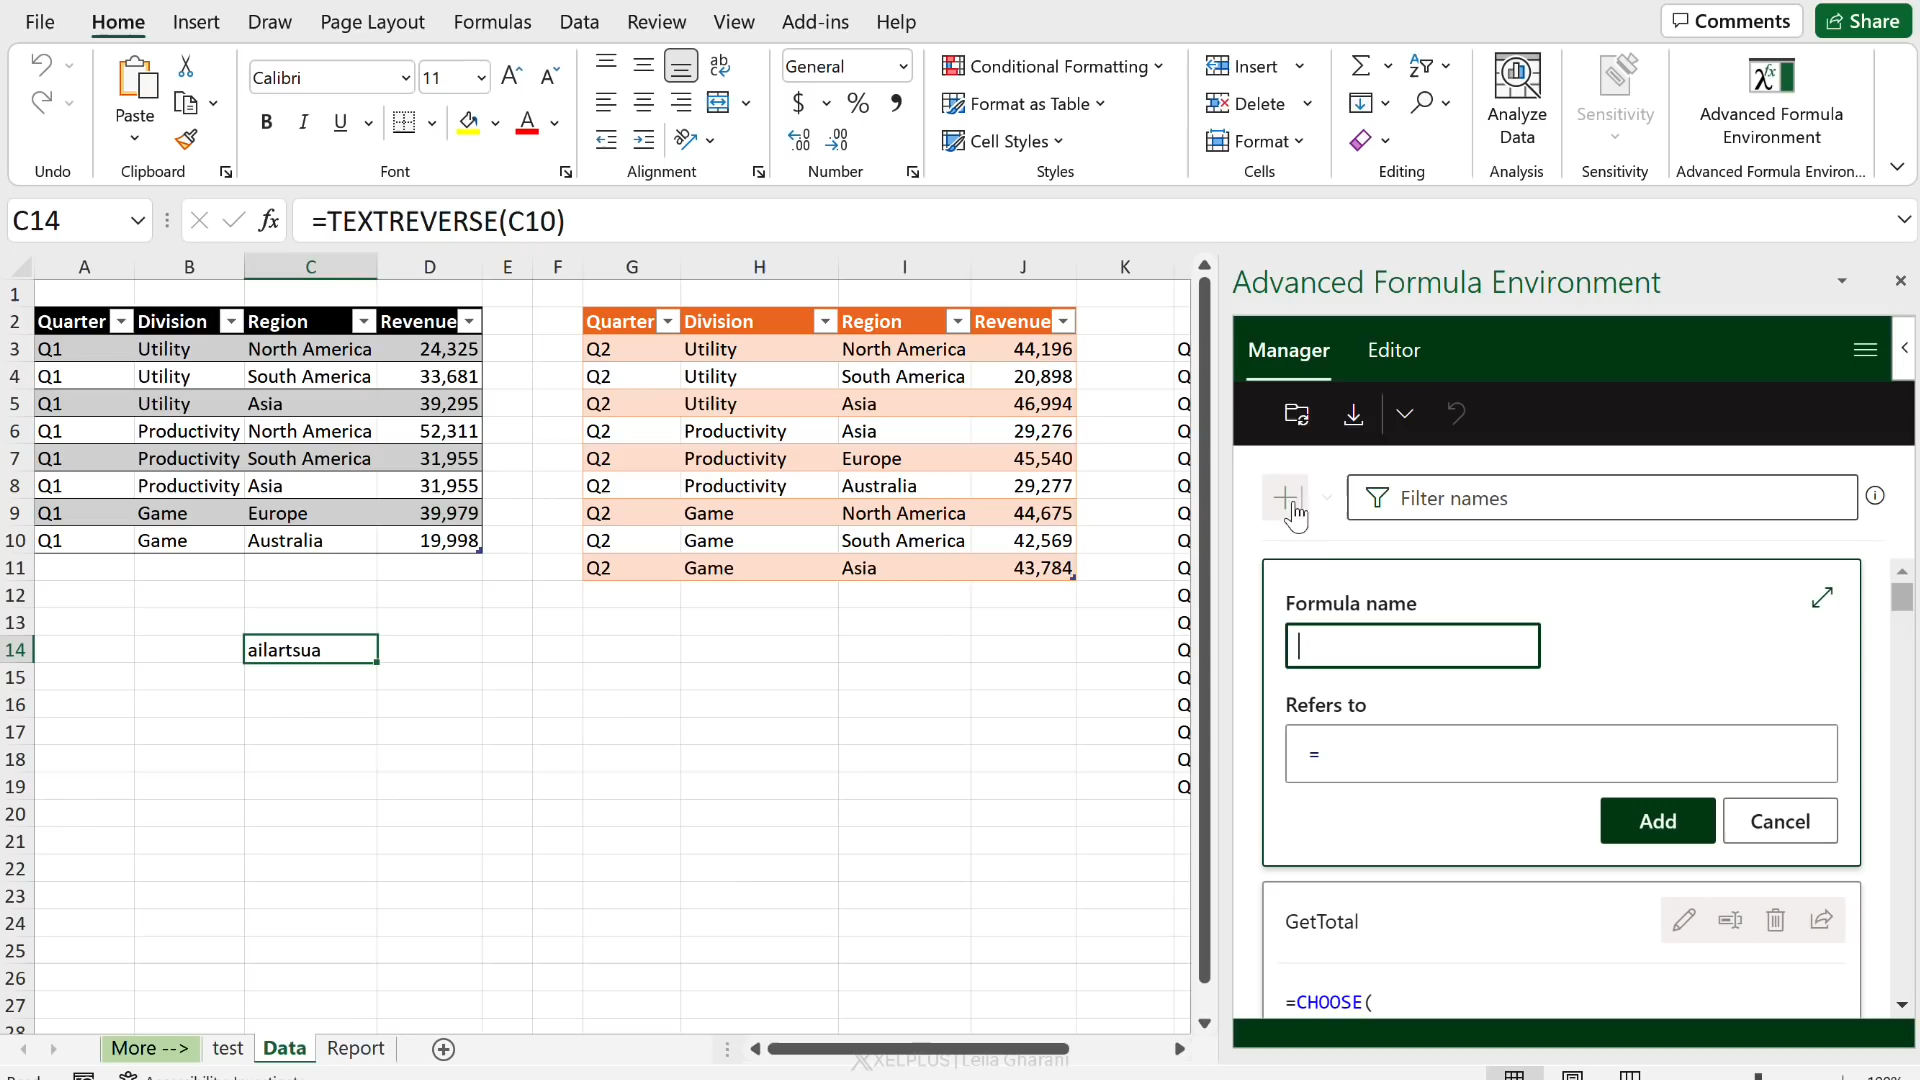 File Home Insert Draw Page Layout Formulas Data Review View Add-ins Help Comments Share
Calibri 11 General Conditional Formatting Insert
Paste Format as Table Delete Analyze Data Sensitivity Advanced Formula Environment
B I U A $ % Cell Styles Format
Undo Clipboard Font Alignment Number Styles Cells Editing Analysis Sensitivity Advanced Formula Environ...
C14 fx =TEXTREVERSE(C10)
A B C D E F G H I J K
1
2 Quarter Division Region Revenue Quarter Division Region Revenue
3 Q1 Utility North America 24,325 Q2 Utility North America 44,196 Q
4 Q1 Utility South America 33,681 Q2 Utility South America 20,898 Q
5 Q1 Utility Asia 39,295 Q2 Utility Asia 46,994 Q
6 Q1 Productivity North America 52,311 Q2 Productivity Asia 29,276 Q
7 Q1 Productivity South America 31,955 Q2 Productivity Europe 45,540 Q
8 Q1 Productivity Asia 31,955 Q2 Productivity Australia 29,277 Q
9 Q1 Game Europe 39,979 Q2 Game North America 44,675 Q
10 Q1 Game Australia 19,998 Q2 Game South America 42,569 Q
11 Q2 Game Asia 43,784 Q
12 Q
13 Q
14 ailartsua Q
15 Q
16 Q
17 Q
18 Q
19 Q
20
21
22
23
24
25
26
27
28
Advanced Formula Environment
Manager Editor
Filter names
Formula name
Refers to
=
Add Cancel
GetTotal
=CHOOSE(
More --> test Data Report
XELPLUS | Leila Gharani